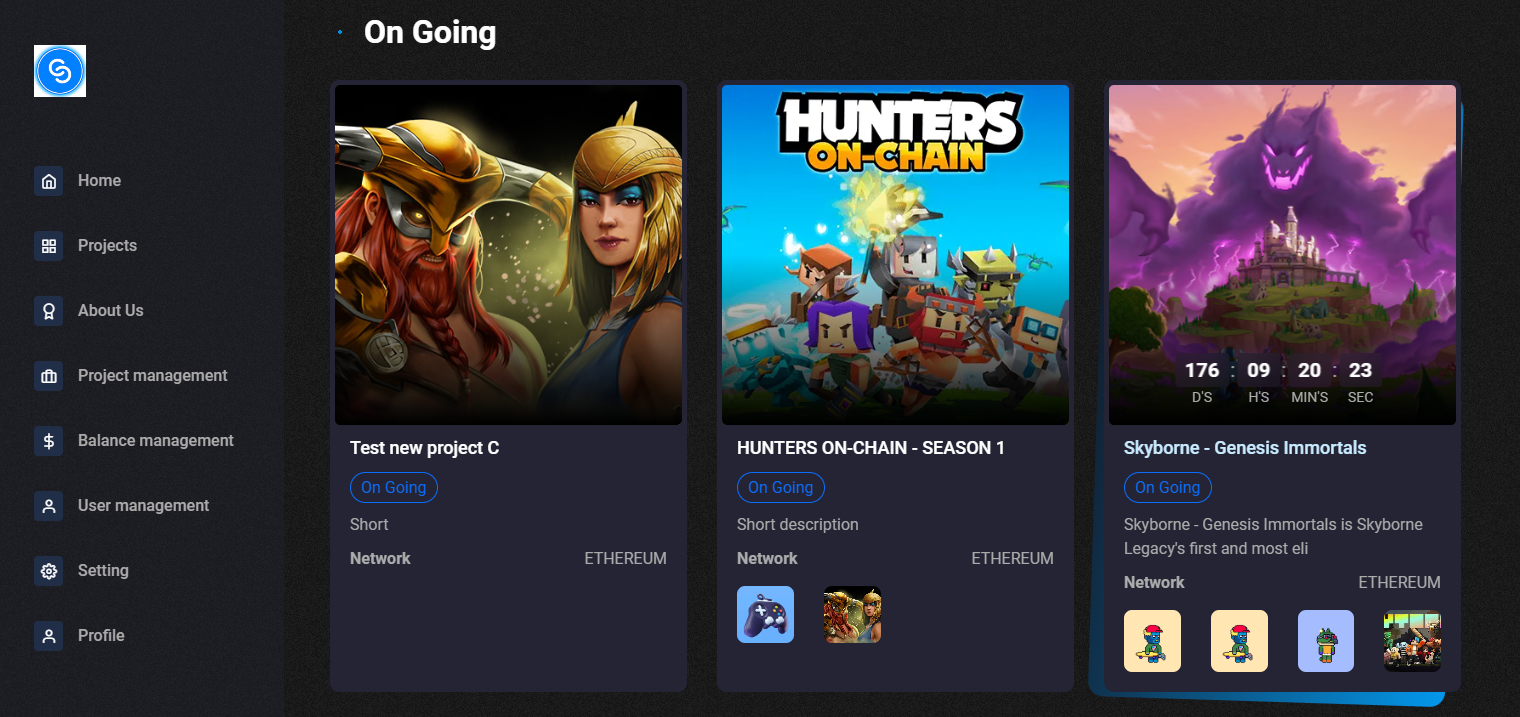 On Going
Home
Projects
About Us
Project management
Balance management
User management
Setting
Profile
Test new project C
On Going
Short
Network ETHEREUM
HUNTERS
ON-CHAIN
HUNTERS ON-CHAIN - SEASON 1
On Going
Short description
Network ETHEREUM
176 : 09 : 20 : 23
D'S H'S MIN'S SEC
Skyborne - Genesis Immortals
On Going
Skyborne - Genesis Immortals is Skyborne
Legacy's first and most eli
Network ETHEREUM